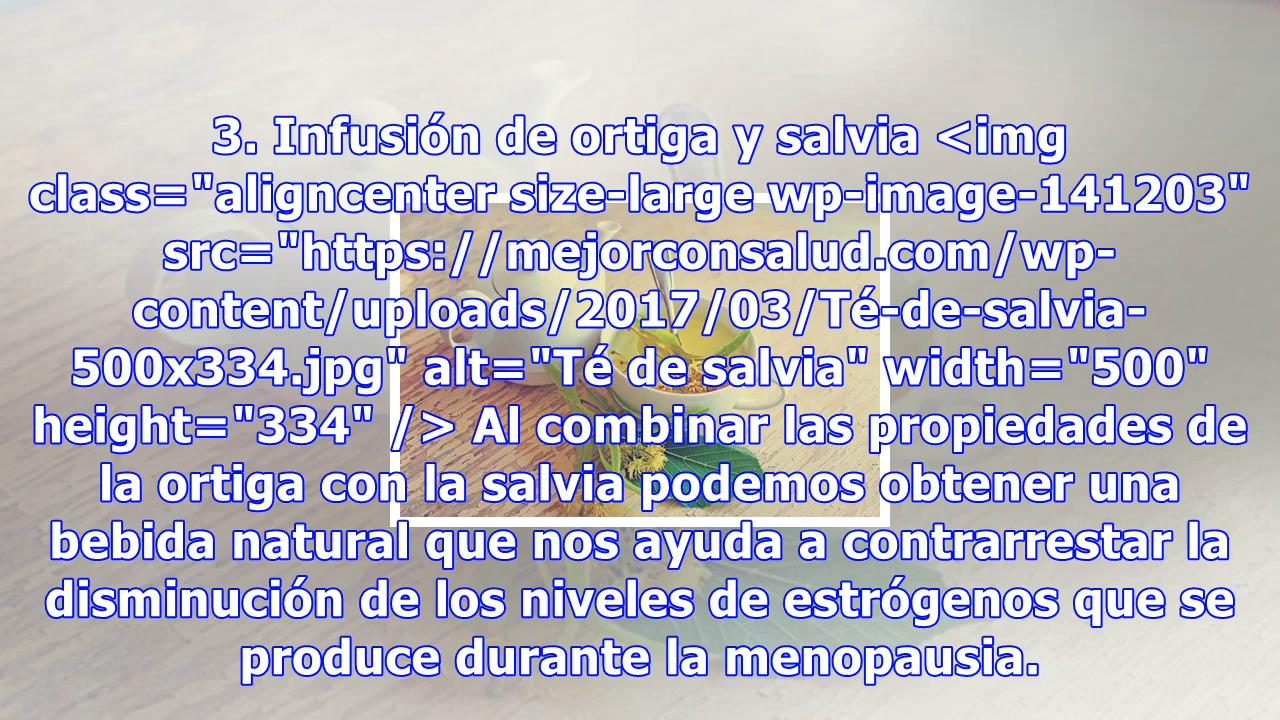 3. Infusión de ortiga y salvia <img
class="aligncenter size-large wp-image-141203"
src="https://mejorconsalud.com/wp-
content/uploads/2017/03/Té-de-salvia-
500x334.jpg" alt="Té de salvia" width="500"
height="334" /> Al combinar las propiedades de
la ortiga con la salvia podemos obtener una
bebida natural que nos ayuda a contrarrestar la
disminución de los niveles de estrógenos que se
produce durante la menopausia.